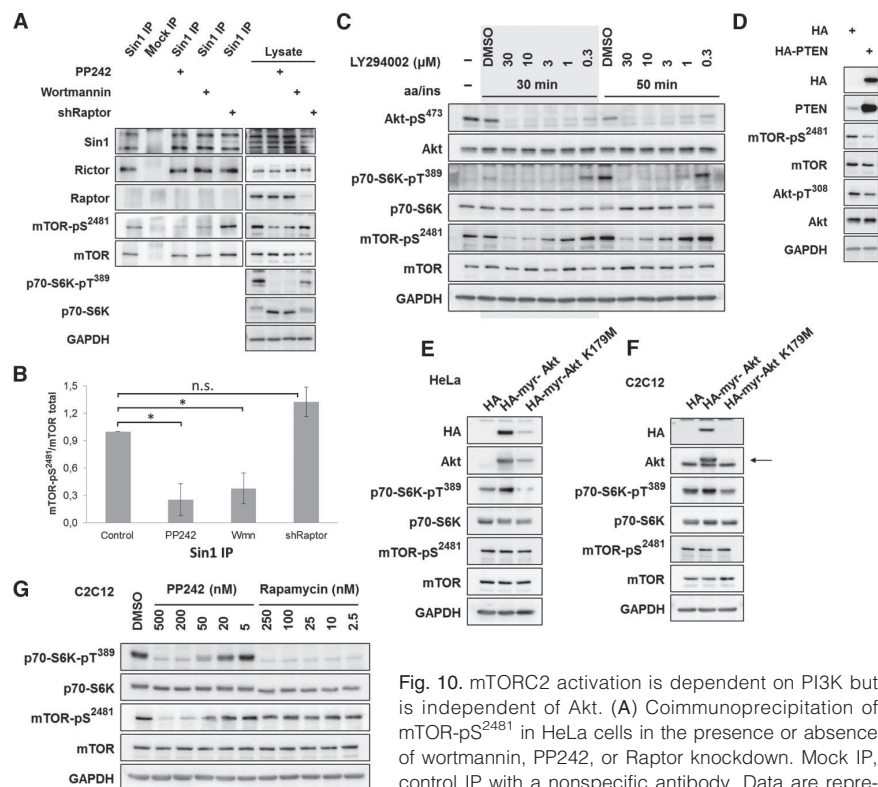 A
Sin1 IP
Mock IP
Sin1 IP
Sin1 IP
Sin1 IP
Lysate
PP242 + +
Wortmannin + +
shRaptor + +
Sin1
Rictor
Raptor
mTOR-pS2481
mTOR
p70-S6K-pT389
p70-S6K
GAPDH
B
n.s.
*
*
mTOR-pS2481/mTOR total
1,5
1,2
0,9
0,6
0,3
0,0
Control PP242 Wmn shRaptor
Sin1 IP
C
LY294002 (µM) – DMSO 30 10 3 1 0.3 DMSO 30 10 3 1 0.3
– 30 min 50 min
aa/ins
Akt-pS473
Akt
p70-S6K-pT389
p70-S6K
mTOR-pS2481
mTOR
GAPDH
D
HA +
HA-PTEN +
HA
PTEN
mTOR-pS2481
mTOR
Akt-pT308
Akt
GAPDH
E
HeLa
HA
HA-myr- Akt
HA-myr-Akt K179M
HA
Akt
p70-S6K-pT389
p70-S6K
mTOR-pS2481
mTOR
GAPDH
F
C2C12
HA
HA-myr-Akt
HA-myr-Akt K179M
HA
Akt
p70-S6K-pT389
p70-S6K
mTOR-pS2481
mTOR
GAPDH
G
C2C12
PP242 (nM) Rapamycin (nM)
DMSO 500 200 50 20 5 250 100 25 10 2.5
p70-S6K-pT389
p70-S6K
mTOR-pS2481
mTOR
GAPDH
Fig. 10. mTORC2 activation is dependent on PI3K but
is independent of Akt. (A) Coimmunoprecipitation of
mTOR-pS2481 in HeLa cells in the presence or absence
of wortmannin, PP242, or Raptor knockdown. Mock IP,
control IP with a nonspecific antibody. Data are repre-